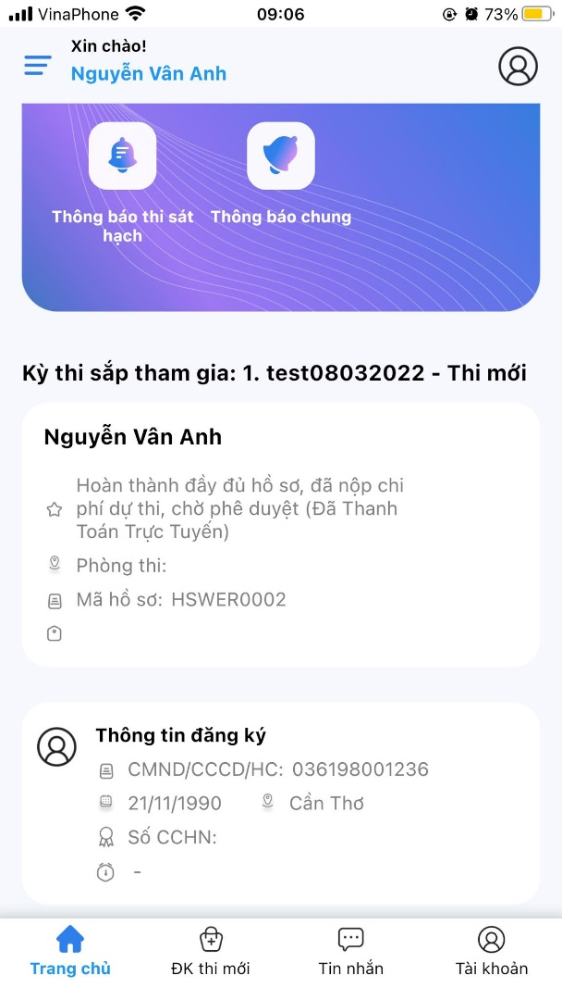 VinaPhone 09:06 73%
Xin chào!
Nguyễn Vân Anh
Thông báo thi sát
hạch
Thông báo chung
Kỳ thi sắp tham gia: 1. test08032022 - Thi mới
Nguyễn Vân Anh
Hoàn thành đầy đủ hồ sơ, đã nộp chi
phí dự thi, chờ phê duyệt (Đã Thanh
Toán Trực Tuyến)
Phòng thi:
Mã hồ sơ: HSWER0002
Thông tin đăng ký
CMND/CCCD/HC: 036198001236
21/11/1990 Cần Thơ
Số CCHN:
-
Trang chủ ĐK thi mới Tin nhắn Tài khoản